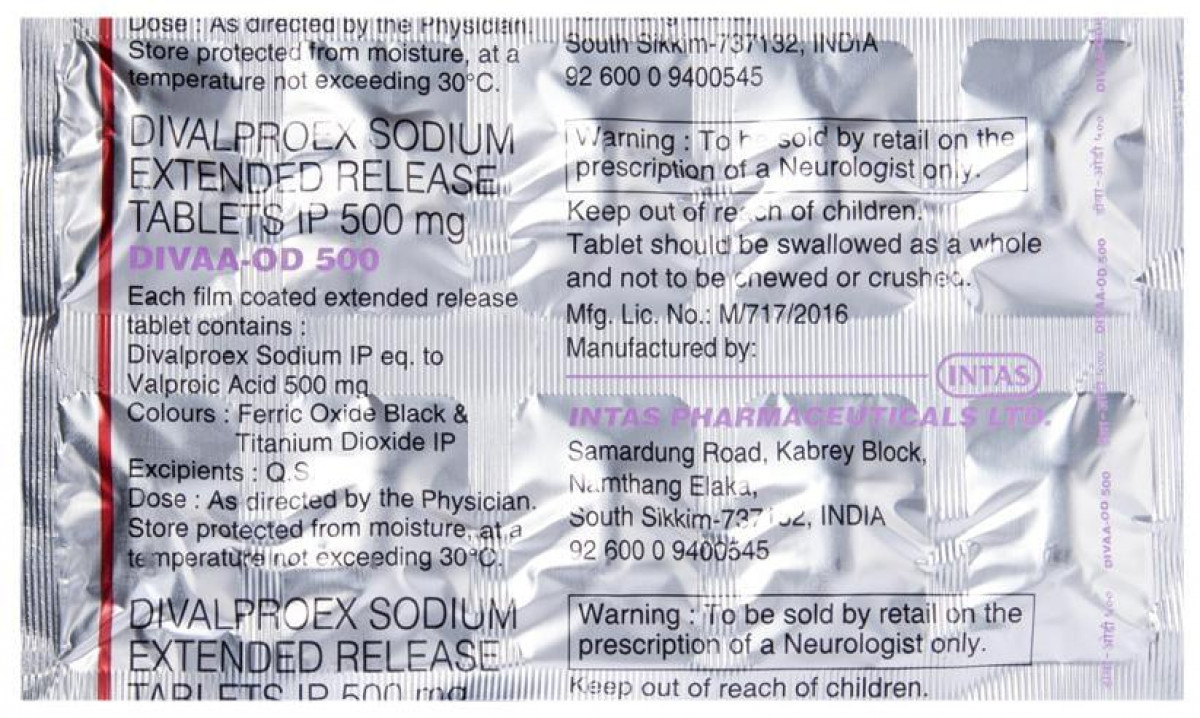 Dose : As directed by the Physician.
Store protected from moisture, at a
temperature not exceeding 30°C.
DIVALPROEX SODIUM
EXTENDED RELEASE
TABLETS IP 500 mg
DIVAA-OD 500
Each film coated extended release
tablet contains :
Divalproex Sodium IP eq. to
Valproic Acid 500 mg
Colours : Ferric Oxide Black &
Titanium Dioxide IP
Excipients : Q.S
Dose : As directed by the Physician.
Store protected from moisture, at a
temperature not exceeding 30°C.
DIVALPROEX SODIUM
EXTENDED RELEASE
TABLETS IP 500 mg
South Sikkim-737132, INDIA
92 600 0 9400545
Warning : To be sold by retail on the
prescription of a Neurologist only.
Keep out of reach of children.
Tablet should be swallowed as a whole
and not to be chewed or crushed.
Mfg. Lic. No.: M/717/2016
Manufactured by:
INTAS
INTAS PHARMACEUTICALS LTD.
Samardung Road, Kabrey Block,
Namthang Elaka,
South Sikkim-737132, INDIA
92 600 0 9400545
Warning : To be sold by retail on the
prescription of a Neurologist only.
Keep out of reach of children.
DIVAA-OD 500
DIVAA-OD 500